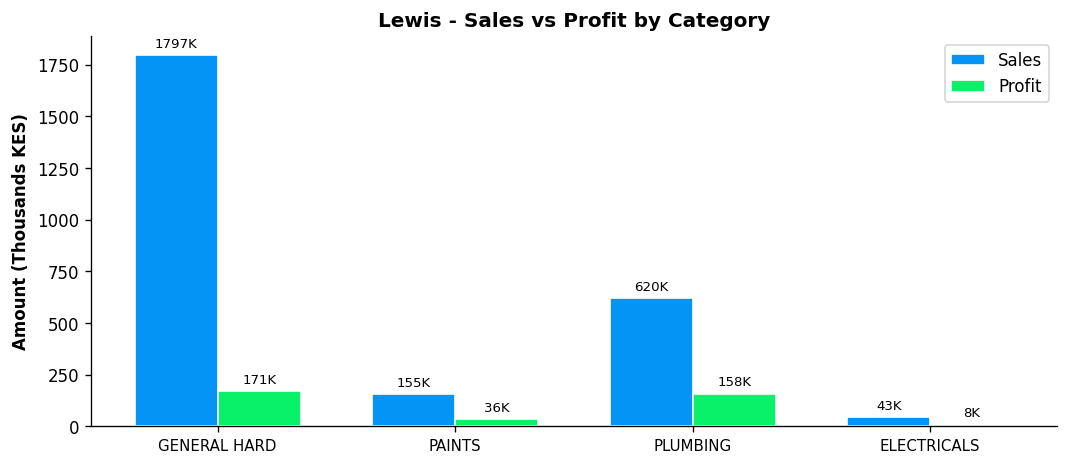 Lewis - Sales vs Profit by Category
Amount (Thousands KES)
1750
1500
1250
1000
750
500
250
0
1797K
171K
155K
36K
620K
158K
43K
8K
GENERAL HARD
PAINTS
PLUMBING
ELECTRICALS
Sales
Profit